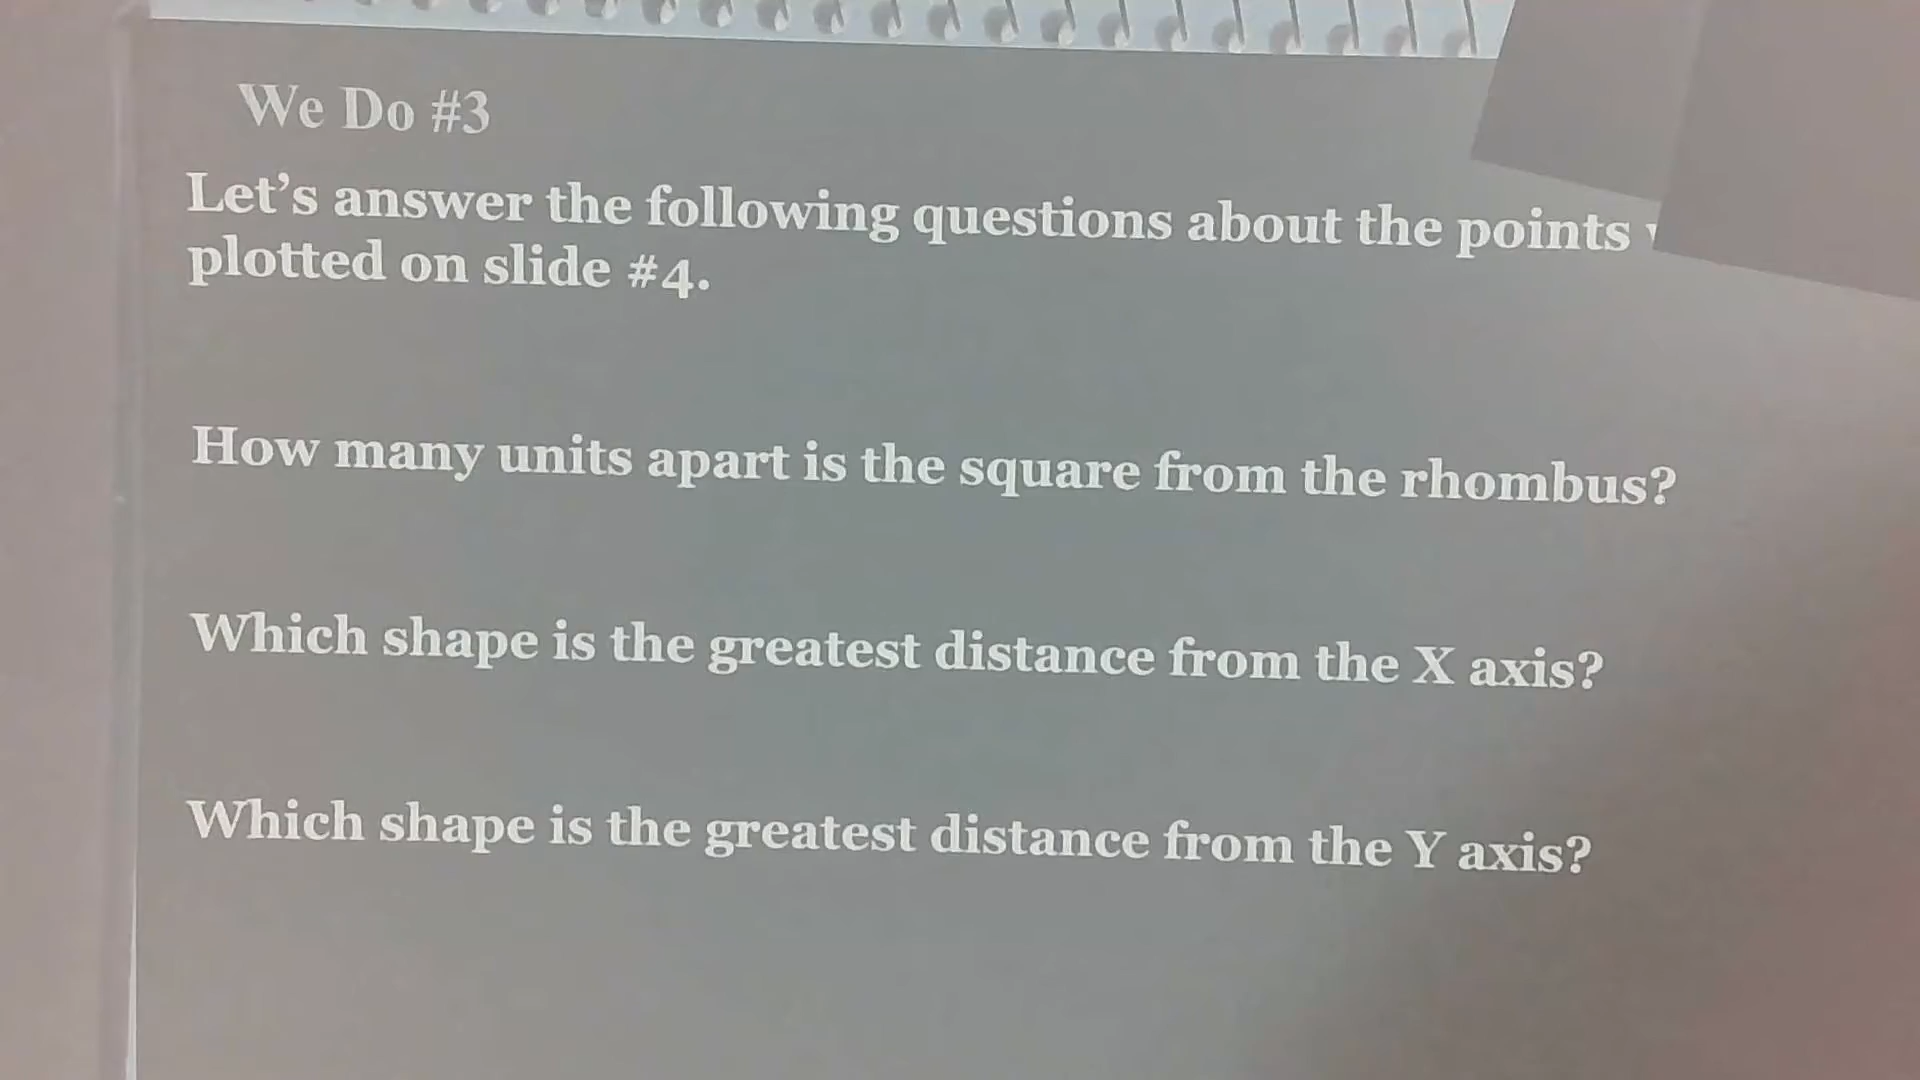 We Do #3
Let’s answer the following questions about the points
plotted on slide #4.
How many units apart is the square from the rhombus?
Which shape is the greatest distance from the X axis?
Which shape is the greatest distance from the Y axis?